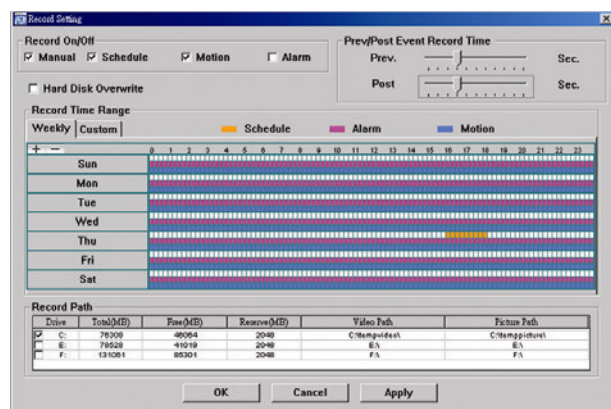 Record Setting
Record On/Off
Manual Schedule Motion Alarm
Prev/Post Event Record Time
Prev. Sec.
Post Sec.
Hard Disk Overwrite
Record Time Range
Weekly Custom
Schedule Alarm Motion
+ −
0 1 2 3 4 5 6 7 8 9 10 11 12 13 14 15 16 17 18 19 20 21 22 23
Sun
Mon
Tue
Wed
Thu
Fri
Sat
Record Path
Drive Total(MB) Free(MB) Reserve(MB) Video Path Picture Path
C: 76308 46064 2048 C:\tempvideo\ C:\temppicture\
E: 78528 41019 2048 E:\ E:\
F: 131061 85301 2048 F:\ F:\
OK Cancel Apply